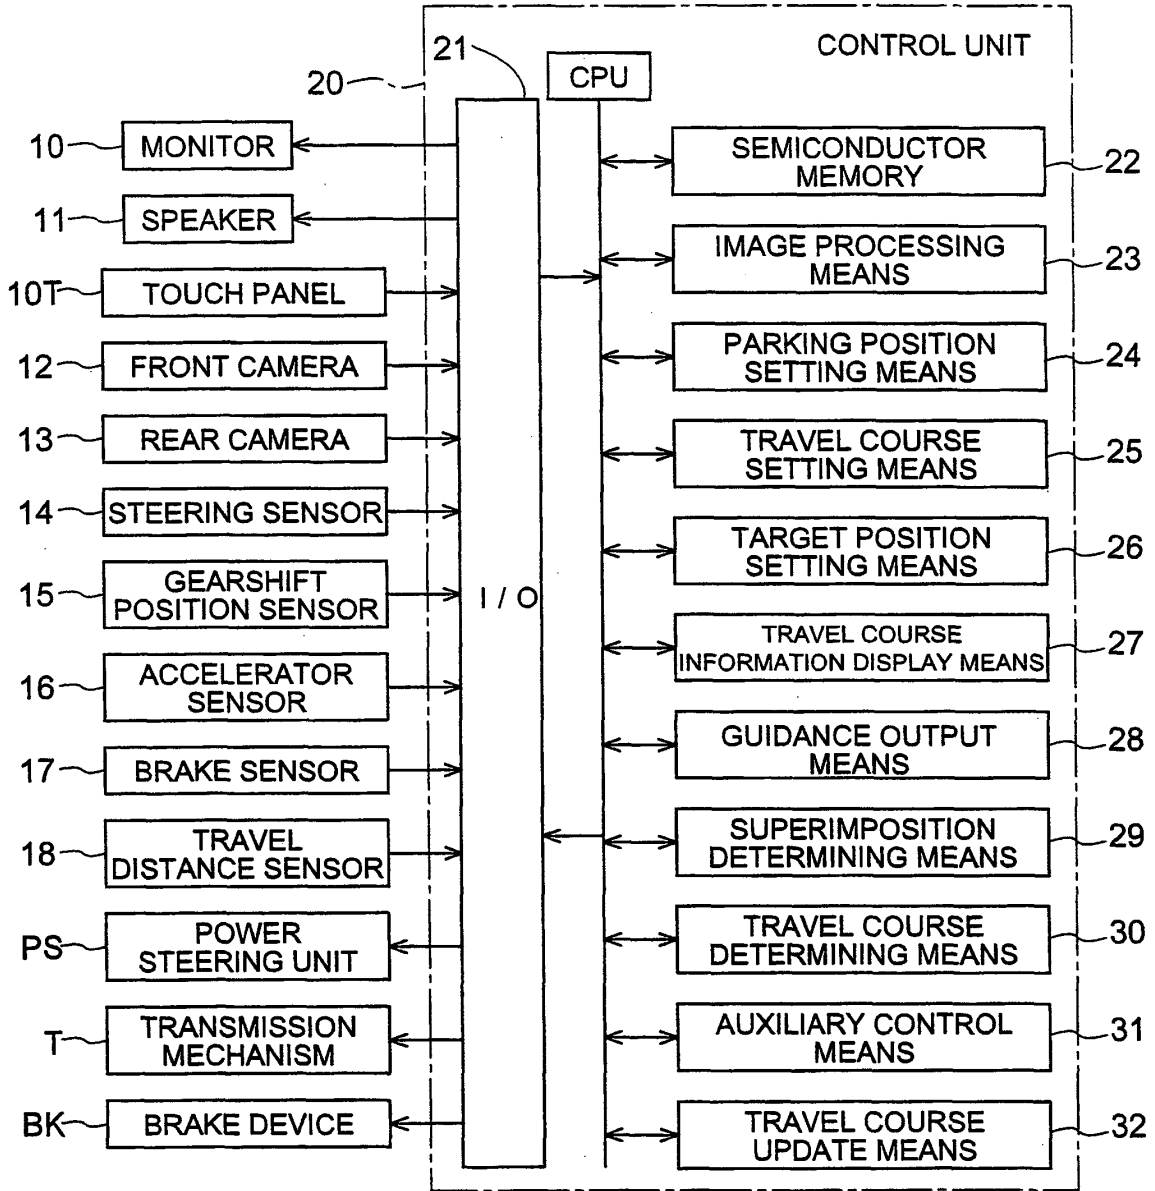 CONTROL UNIT
21
CPU
20
10
MONITOR
11
SPEAKER
10T
TOUCH PANEL
12
FRONT CAMERA
13
REAR CAMERA
14
STEERING SENSOR
15
GEARSHIFT
POSITION SENSOR
16
ACCELERATOR
SENSOR
17
BRAKE SENSOR
18
TRAVEL
DISTANCE SENSOR
PS
POWER
STEERING UNIT
T
TRANSMISSION
MECHANISM
BK
BRAKE DEVICE
I / O
SEMICONDUCTOR
MEMORY
22
IMAGE PROCESSING
MEANS
23
PARKING POSITION
SETTING MEANS
24
TRAVEL COURSE
SETTING MEANS
25
TARGET POSITION
SETTING MEANS
26
TRAVEL COURSE
INFORMATION DISPLAY MEANS
27
GUIDANCE OUTPUT
MEANS
28
SUPERIMPOSITION
DETERMINING MEANS
29
TRAVEL COURSE
DETERMINING MEANS
30
AUXILIARY CONTROL
MEANS
31
TRAVEL COURSE
UPDATE MEANS
32